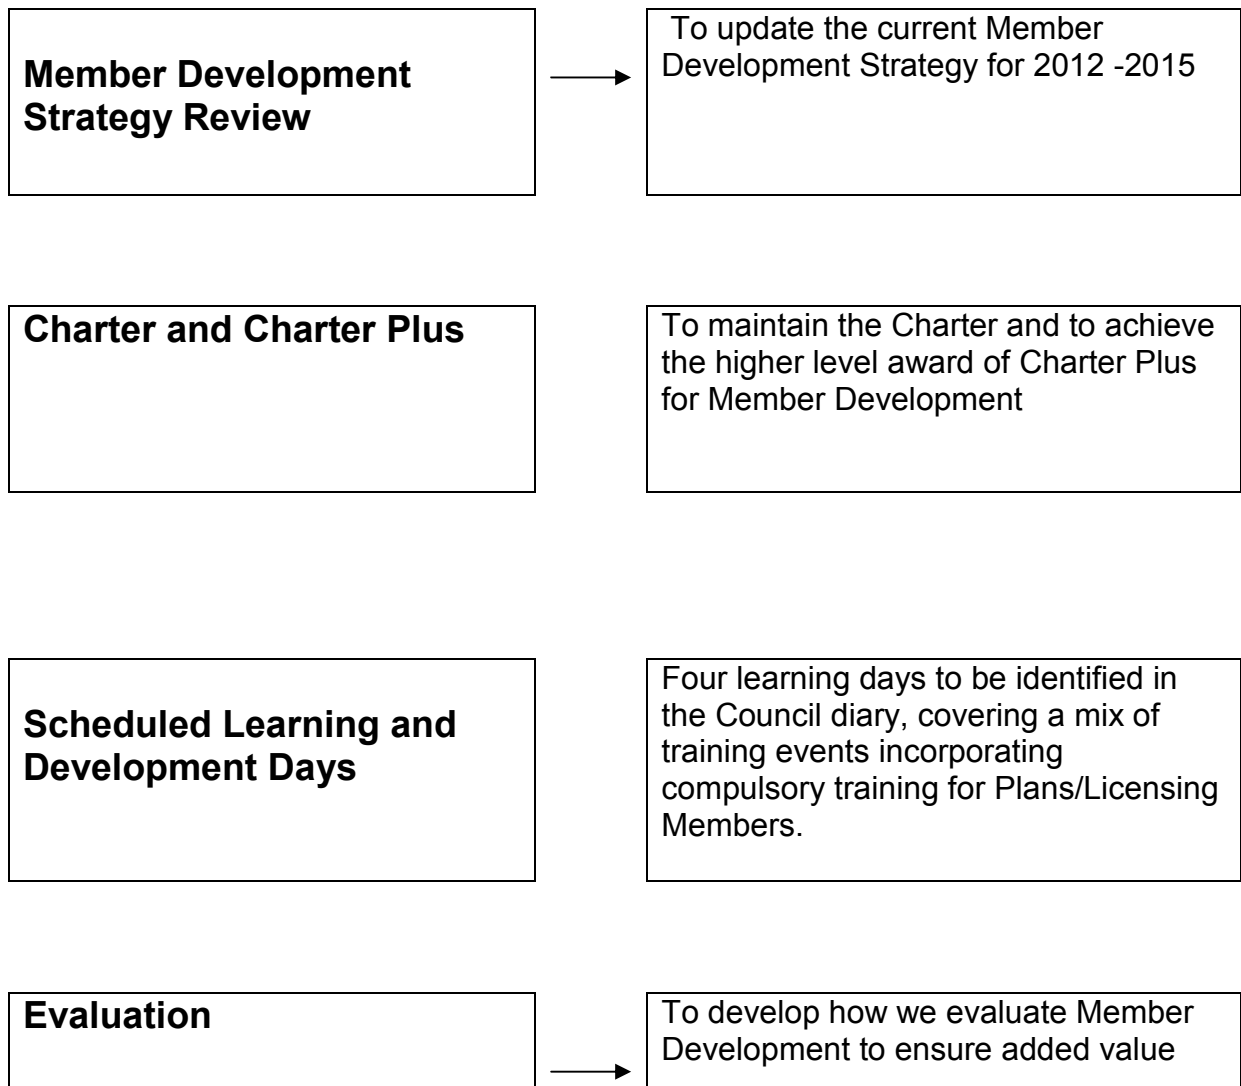 Member Development
Strategy Review
To update the current Member
Development Strategy for 2012 -2015
Charter and Charter Plus
To maintain the Charter and to achieve
the higher level award of Charter Plus
for Member Development
Scheduled Learning and
Development Days
Four learning days to be identified in
the Council diary, covering a mix of
training events incorporating
compulsory training for Plans/Licensing
Members.
Evaluation
To develop how we evaluate Member
Development to ensure added value